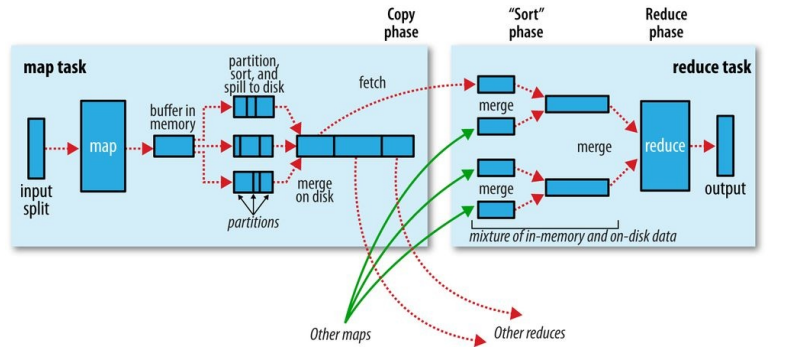 Copy
phase
"Sort"
phase
Reduce
phase
map task
partition,
sort, and
spill to disk
fetch
reduce task
buffer in
memory
merge
map
merge
reduce
input
split
merge
on disk
merge
output
partitions
mixture of in-memory and on-disk data
Other maps
Other reduces